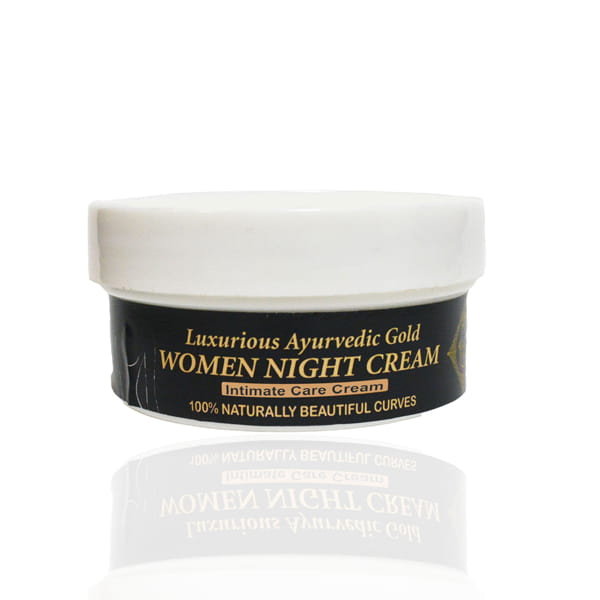 Luxurious Ayurvedic Gold
WOMEN NIGHT CREAM
Intimate Care Cream
100% NATURALLY BEAUTIFUL CURVES